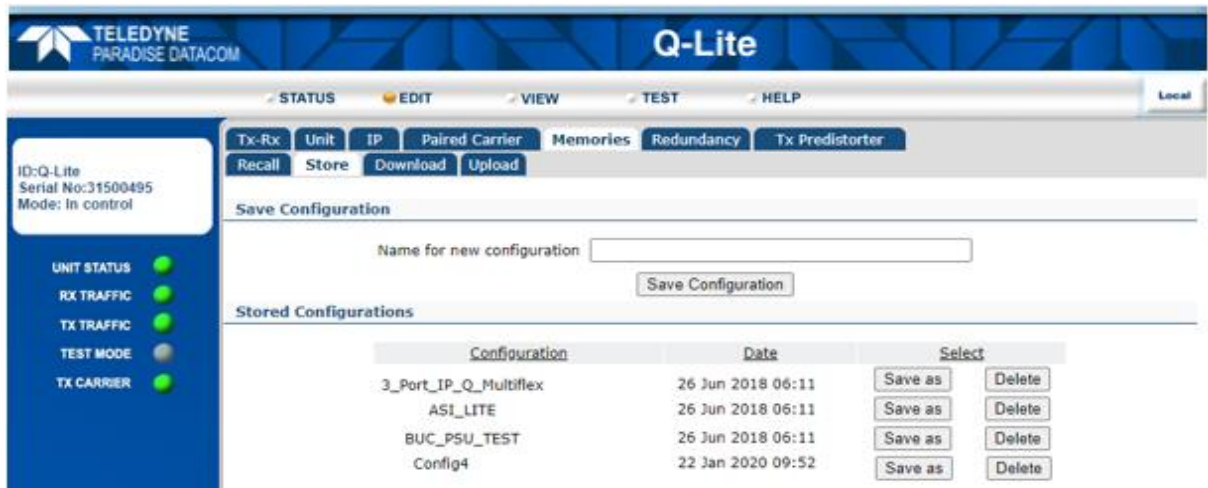 TELEDYNE
PARADISE DATACOM
Q-Lite
STATUS EDIT VIEW TEST HELP Local
Tx-Rx Unit IP Paired Carrier Memories Redundancy Tx Predistorter
Recall Store Download Upload
ID:Q-Lite
Serial No:31500495
Mode: In control
UNIT STATUS
RX TRAFFIC
TX TRAFFIC
TEST MODE
TX CARRIER
Save Configuration
Name for new configuration
Save Configuration
Stored Configurations
Configuration Date Select
3_Port_IP_Q_Multiflex 26 Jun 2018 06:11 Save as Delete
ASI_LITE 26 Jun 2018 06:11 Save as Delete
BUC_PSU_TEST 26 Jun 2018 06:11 Save as Delete
Config4 22 Jan 2020 09:52 Save as Delete